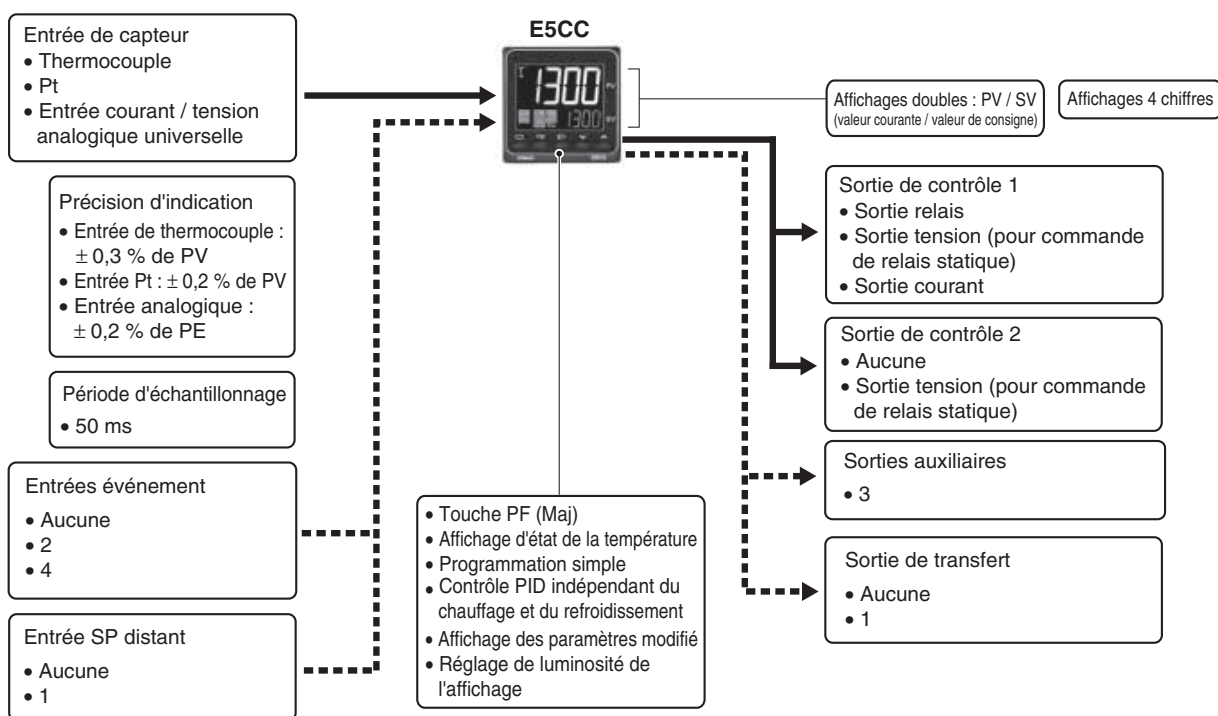 E5CC
Entrée de capteur
• Thermocouple
• Pt
• Entrée courant / tension
analogique universelle
Précision d'indication
• Entrée de thermocouple :
± 0,3 % de PV
• Entrée Pt : ± 0,2 % de PV
• Entrée analogique :
± 0,2 % de PE
Période d'échantillonnage
• 50 ms
Entrées événement
• Aucune
• 2
• 4
Entrée SP distant
• Aucune
• 1
1300
PV
1300
SV
• Touche PF (Maj)
• Affichage d'état de la température
• Programmation simple
• Contrôle PID indépendant du
chauffage et du refroidissement
• Affichage des paramètres modifié
• Réglage de luminosité de
l'affichage
Affichages doubles : PV / SV
(valeur courante / valeur de consigne)
Affichages 4 chiffres
Sortie de contrôle 1
• Sortie relais
• Sortie tension (pour commande
de relais statique)
• Sortie courant
Sortie de contrôle 2
• Aucune
• Sortie tension (pour commande
de relais statique)
Sorties auxiliaires
• 3
Sortie de transfert
• Aucune
• 1